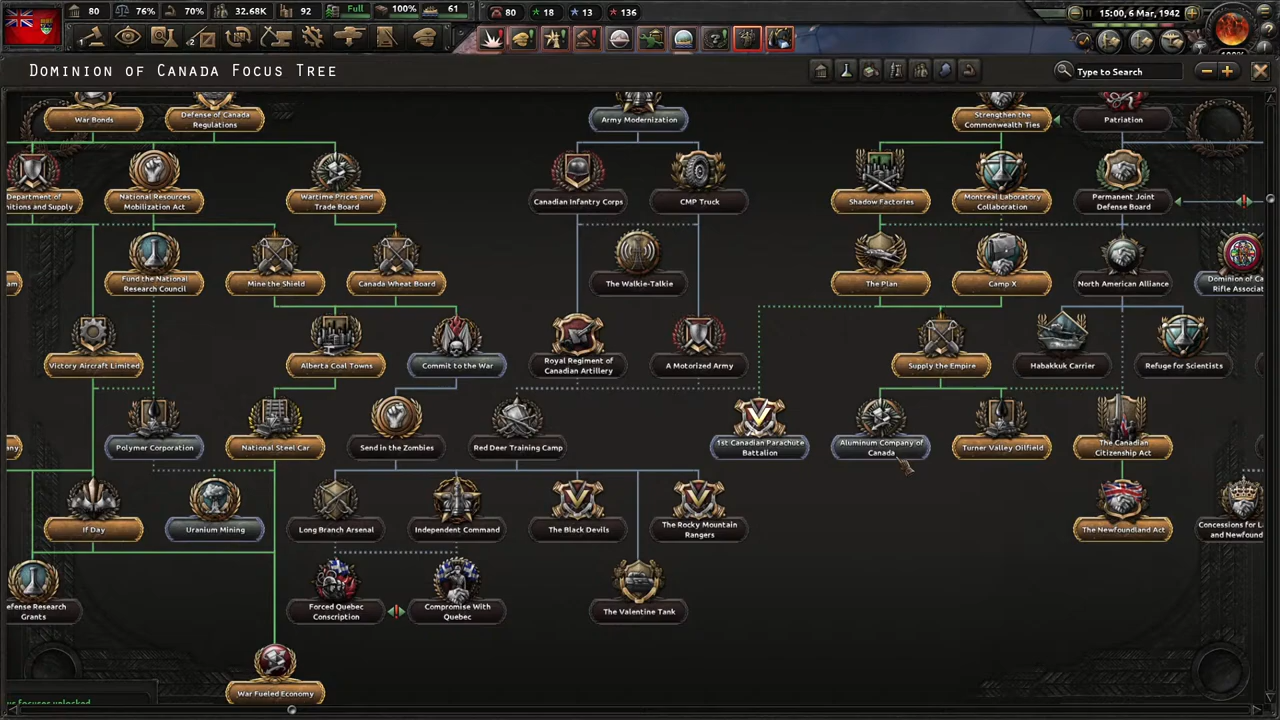 80
76%
70%
32.68K
92
Full
100%
61
80
18
13
136
15:00, 6 Mar, 1942
Dominion of Canada Focus Tree
Type to Search
War Bonds
Defense of Canada
Regulations
Army Modernization
Strengthen the
Commonwealth Ties
Patriation
Department of
National Resources
Mobilization Act
Wartime Prices and
Trade Board
Canadian Infantry Corps
CMP Truck
Shadow Factories
Montreal Laboratory
Collaboration
Permanent Joint
Defense Board
Fund the National
Research Council
Mine the Shield
Canada Wheat Board
The Walkie-Talkie
The Plan
Camp X
North American Alliance
Victory Aircraft Limited
Alberta Coal Towns
Commit to the War
Royal Regiment of
Canadian Artillery
A Motorized Army
Supply the Empire
Habakkuk Carrier
Refuge for Scientists
Polymer Corporation
National Steel Car
Send in the Zombies
Red Deer Training Camp
1st Canadian Parachute
Battalion
Aluminum Company of
Canada
Turner Valley Oilfield
The Canadian
Citizenship Act
If Day
Uranium Mining
Long Branch Arsenal
Independent Command
The Black Devils
The Rocky Mountain
Rangers
The Newfoundland Act
Forced Quebec
Conscription
Compromise With
Quebec
The Valentine Tank
War Fueled Economy